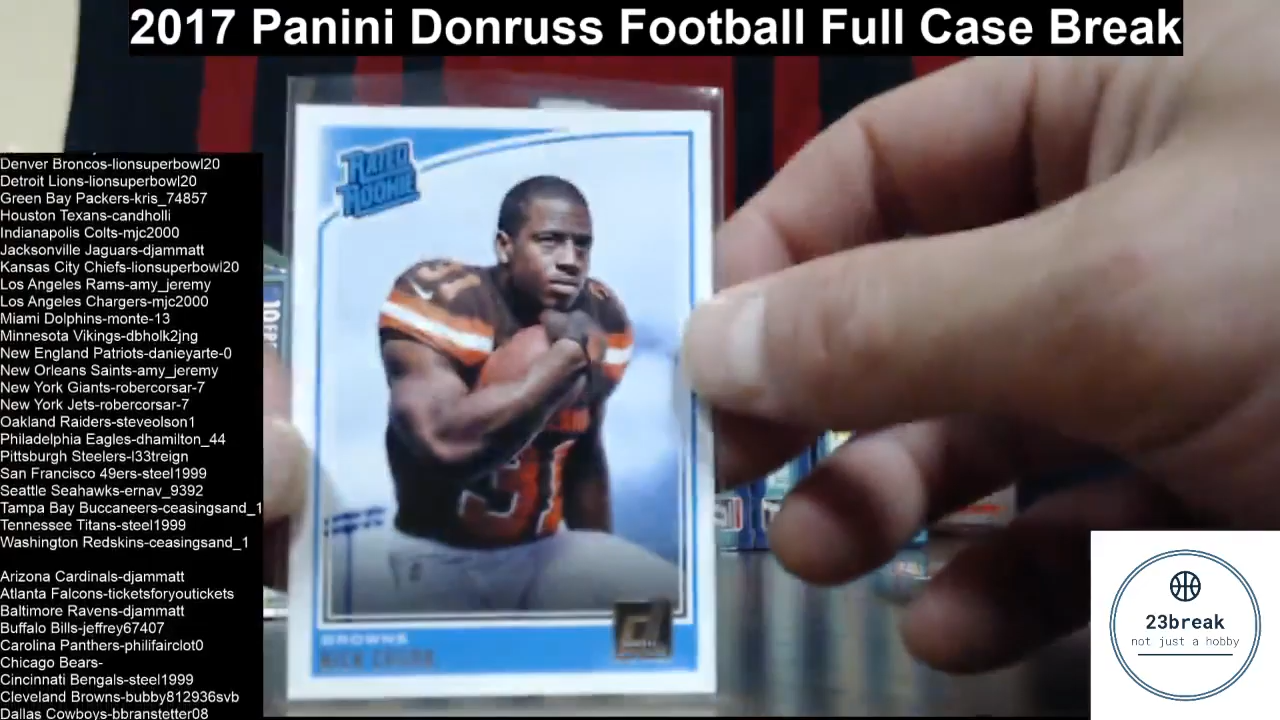 2017 Panini Donruss Football Full Case Break
Denver Broncos-lionsuperbowl20
Detroit Lions-lionsuperbowl20
Green Bay Packers-kris_74857
Houston Texans-candholli
Indianapolis Colts-mjc2000
Jacksonville Jaguars-djammatt
Kansas City Chiefs-lionsuperbowl20
Los Angeles Rams-amy_jeremy
Los Angeles Chargers-mjc2000
Miami Dolphins-monte-13
Minnesota Vikings-dbholk2jng
New England Patriots-danieyarte-0
New Orleans Saints-amy_jeremy
New York Giants-robercorsar-7
New York Jets-robercorsar-7
Oakland Raiders-steveolson1
Philadelphia Eagles-dhamilton_44
Pittsburgh Steelers-l33treign
San Francisco 49ers-steel1999
Seattle Seahawks-ernav_9392
Tampa Bay Buccaneers-ceasingsand_1
Tennessee Titans-steel1999
Washington Redskins-ceasingsand_1
Arizona Cardinals-djammatt
Atlanta Falcons-ticketsforyoutickets
Baltimore Ravens-djammatt
Buffalo Bills-jeffrey67407
Carolina Panthers-philifairclot0
Chicago Bears-
Cincinnati Bengals-steel1999
Cleveland Browns-bubby812936svb
Dallas Cowboys-bbranstetter08
RATED
ROOKIE
31
BROWNS
NICK CHUBB
23break
not just a hobby